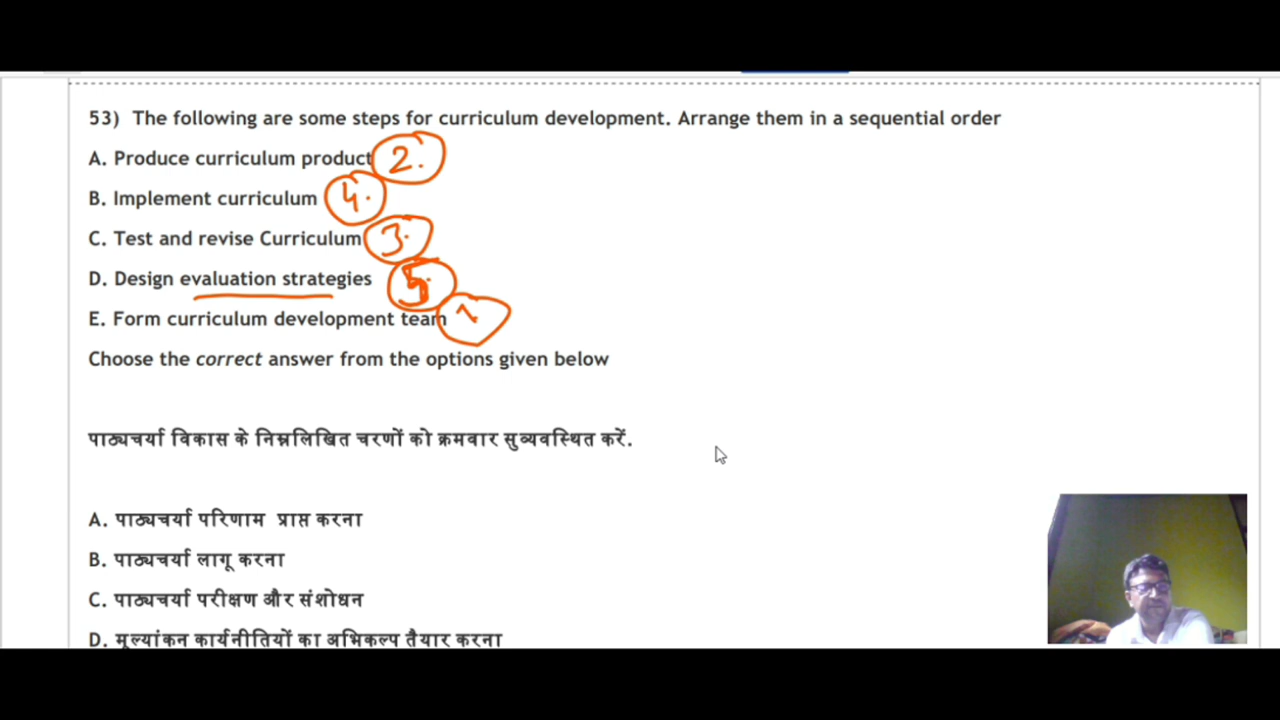 53) The following are some steps for curriculum development. Arrange them in a sequential order
A. Produce curriculum product 2.
B. Implement curriculum 4.
C. Test and revise Curriculum 3.
D. Design evaluation strategies 5.
E. Form curriculum development team 1
Choose the correct answer from the options given below
पाठ्यचर्या विकास के निम्नलिखित चरणों को क्रमवार सुव्यवस्थित करें.
A. पाठ्यचर्या परिणाम प्राप्त करना
B. पाठ्यचर्या लागू करना
C. पाठ्यचर्या परीक्षण और संशोधन
D. मूल्यांकन कार्यनीतियों का अभिकल्प तैयार करना